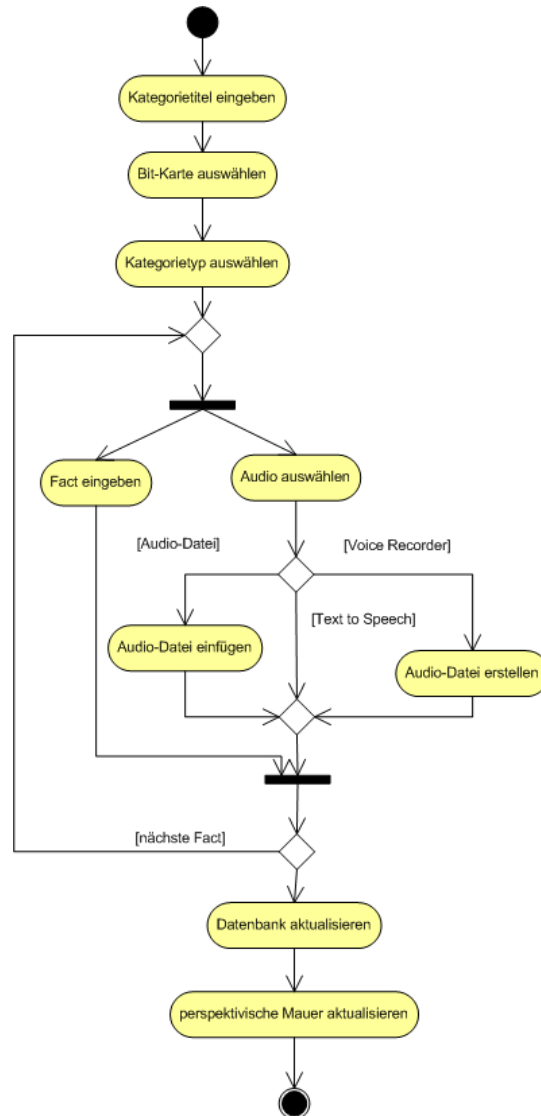 Kategorietitel eingeben
Bit-Karte auswählen
Kategorietyp auswählen
Fact eingeben
Audio auswählen
[Audio-Datei]
[Voice Recorder]
[Text to Speech]
Audio-Datei einfügen
Audio-Datei erstellen
[nächste Fact]
Datenbank aktualisieren
perspektivische Mauer aktualisieren